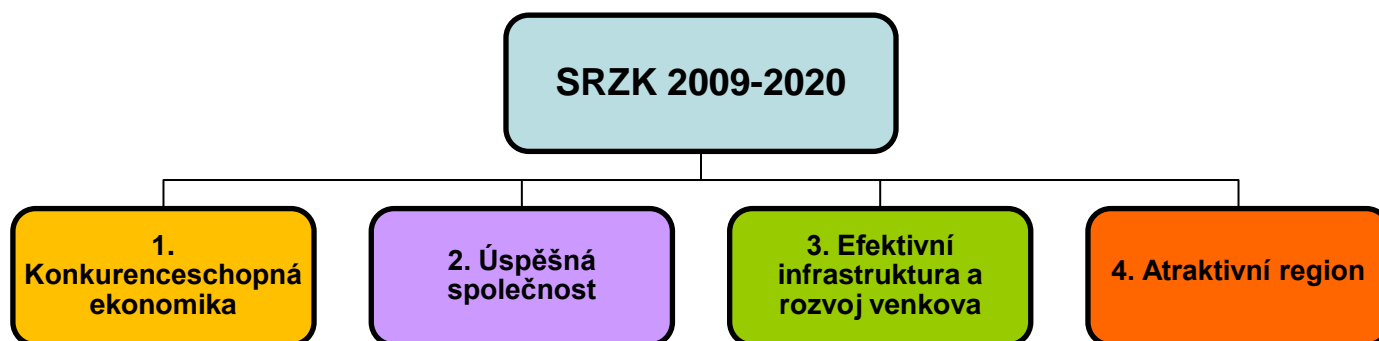 SRZK 2009-2020
1.
Konkurenceschopná
ekonomika
2. Úspěšná
společnost
3. Efektivní
infrastruktura a
rozvoj venkova
4. Atraktivní region